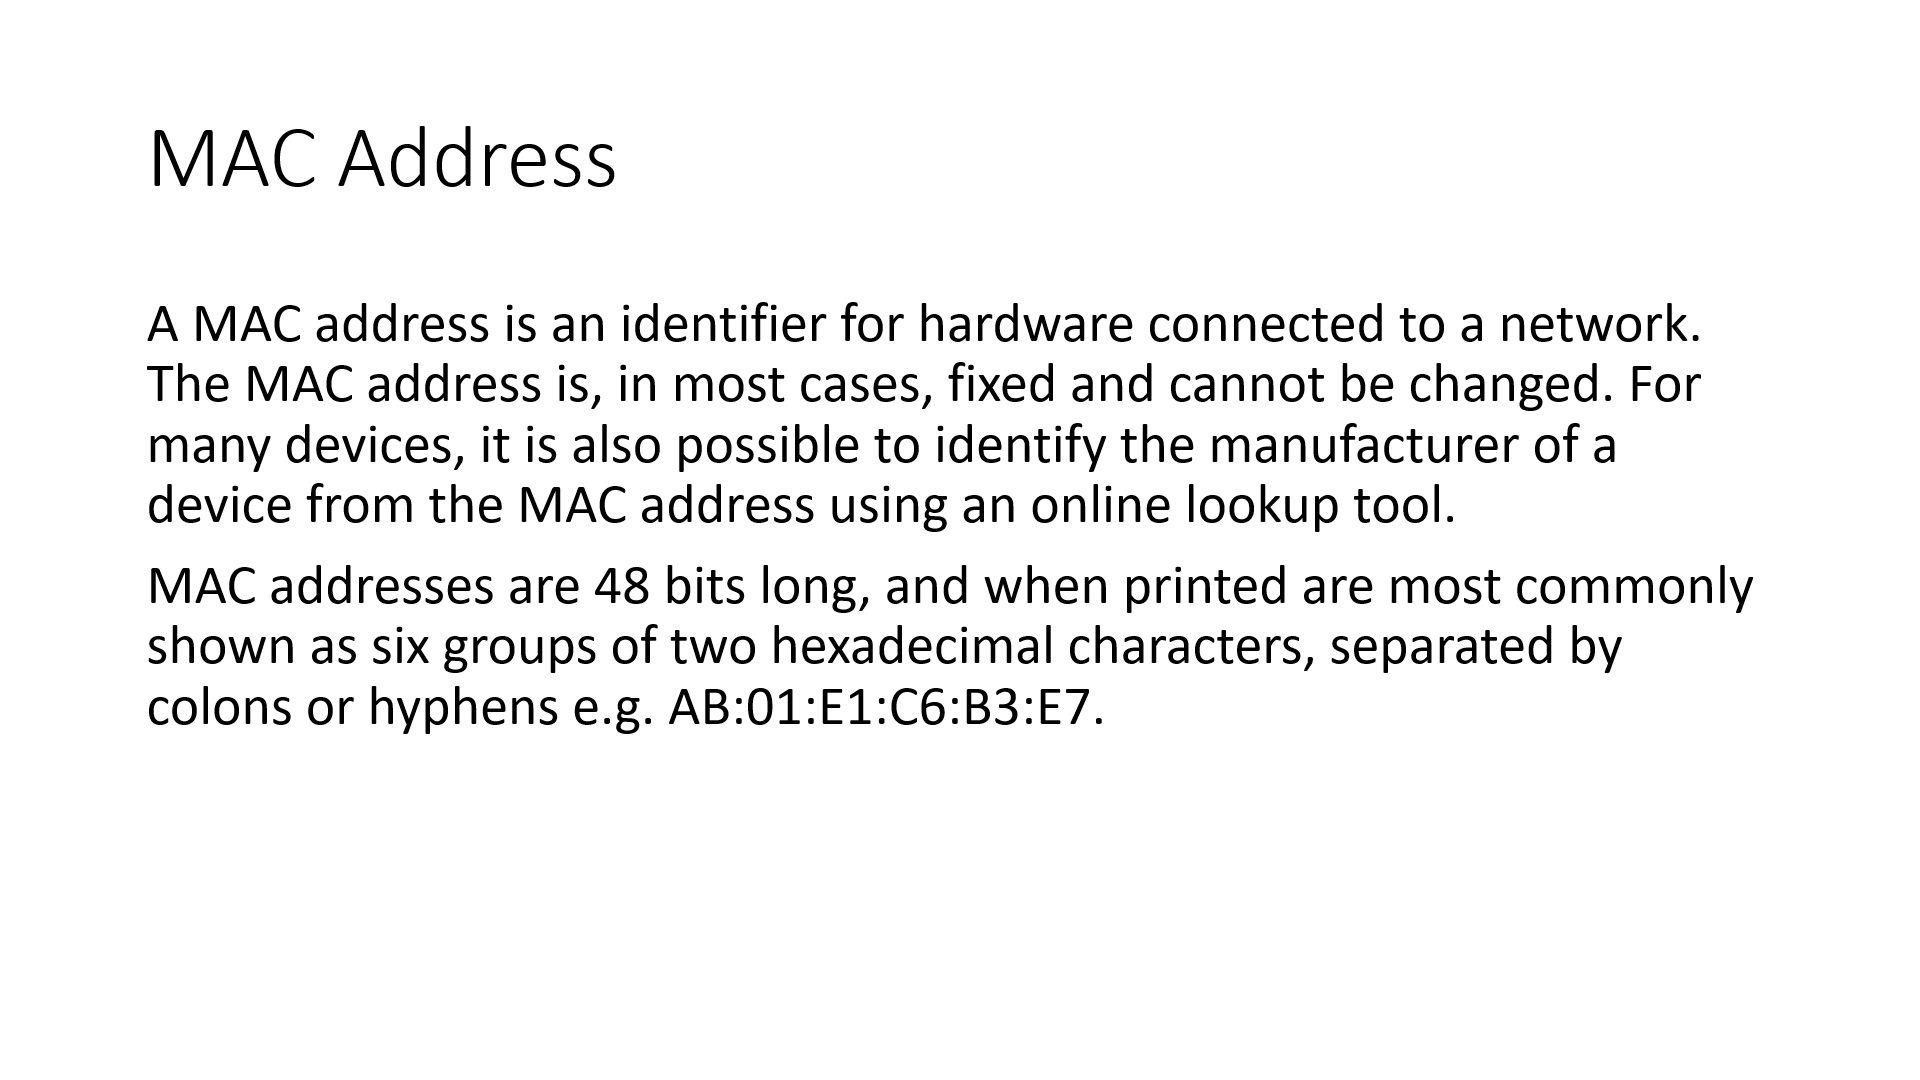 MAC Address
A MAC address is an identifier for hardware connected to a network.
The MAC address is, in most cases, fixed and cannot be changed. For
many devices, it is also possible to identify the manufacturer of a
device from the MAC address using an online lookup tool.
MAC addresses are 48 bits long, and when printed are most commonly
shown as six groups of two hexadecimal characters, separated by
colons or hyphens e.g. AB:01:E1:C6:B3:E7.